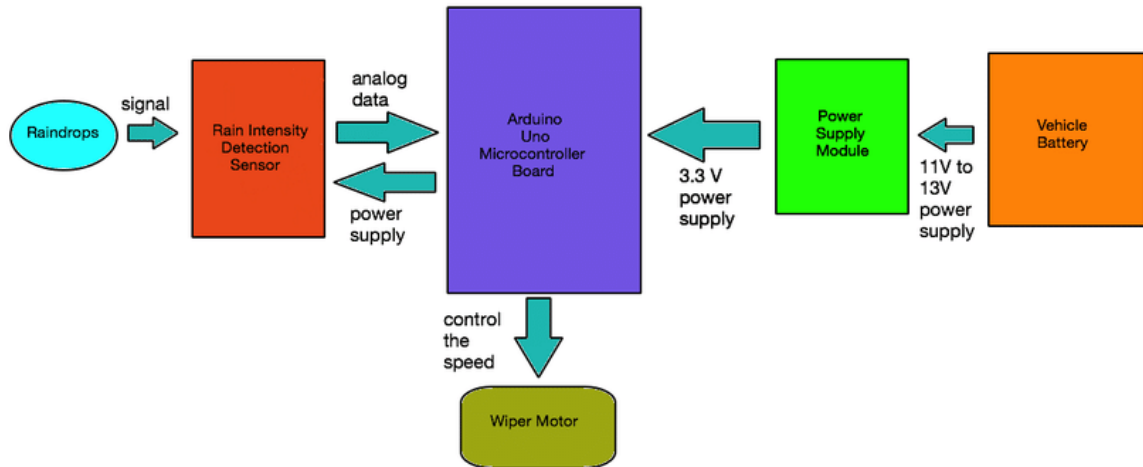 Raindrops
signal
Rain Intensity
Detection
Sensor
analog
data
power
supply
Arduino
Uno
Microcontroller
Board
control
the
speed
Wiper Motor
3.3 V
power
supply
Power
Supply
Module
11V to
13V
power
supply
Vehicle
Battery